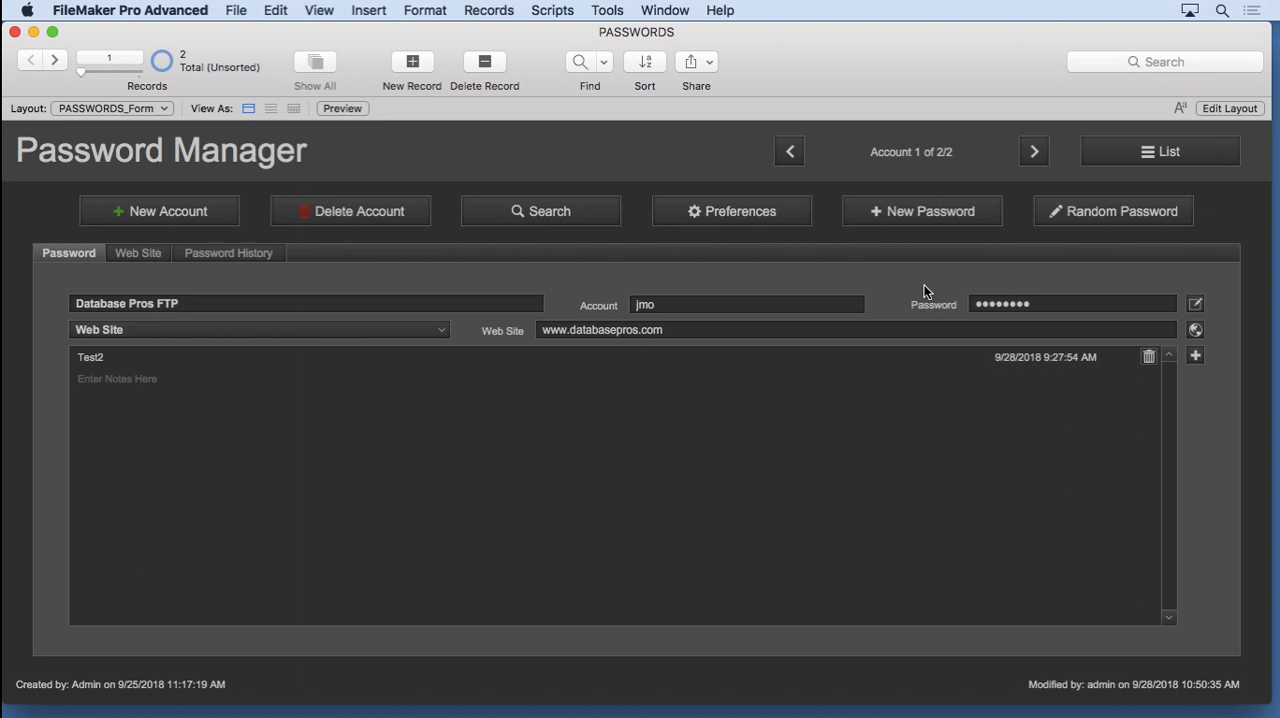 FileMaker Pro Advanced File Edit View Insert Format Records Scripts Tools Window Help
PASSWORDS
1 2 Total (Unsorted)
Records Show All New Record Delete Record Find Sort Share Search
Layout: PASSWORDS_Form View As: Preview Aa Edit Layout
Password Manager Account 1 of 2/2 List
New Account Delete Account Search Preferences New Password Random Password
Password Web Site Password History
Database Pros FTP Account jmo Password ••••••••
Web Site Web Site www.databasepros.com
Test2 9/28/2018 9:27:54 AM
Enter Notes Here
Created by: Admin on 9/25/2018 11:17:19 AM Modified by: admin on 9/28/2018 10:50:35 AM